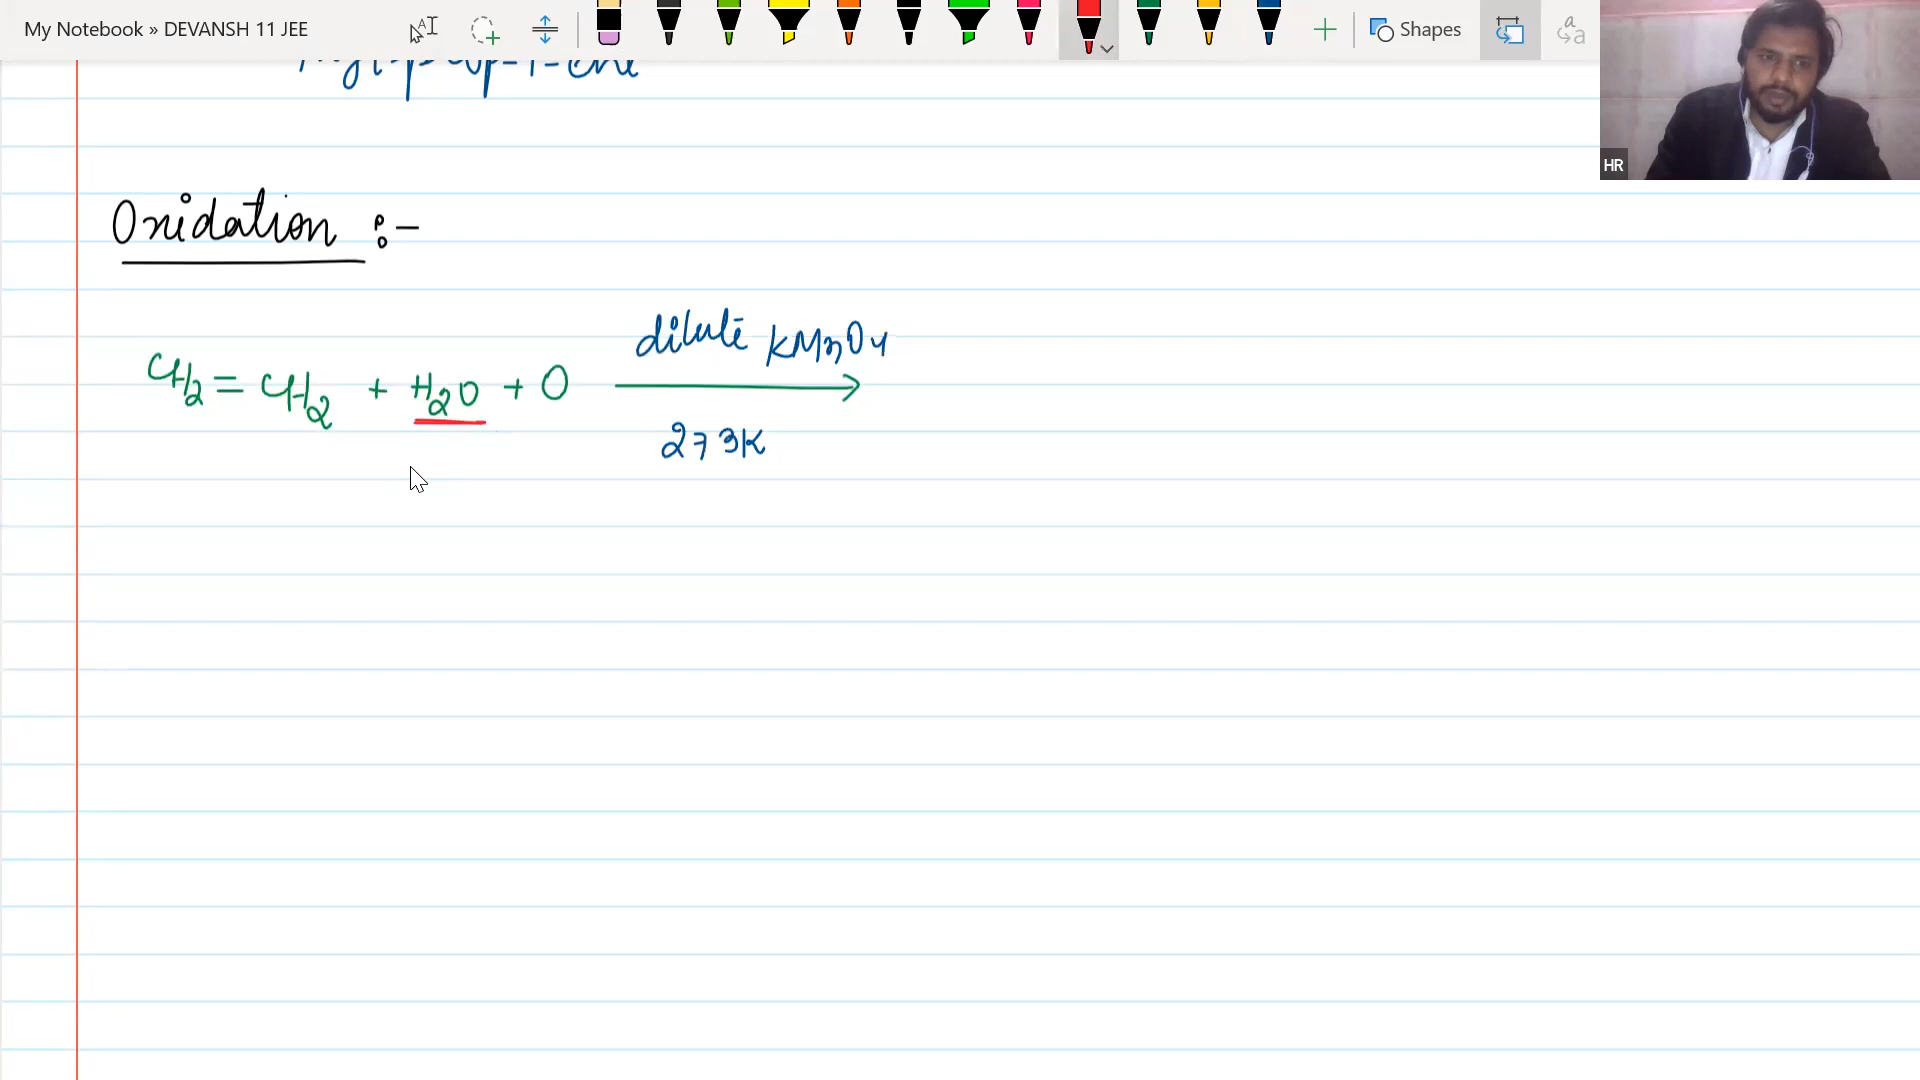 My Notebook » DEVANSH 11 JEE
Shapes
HR
Oxidation :-
dilute KMnO4
CH2 = CH2 + H2O + O
273K